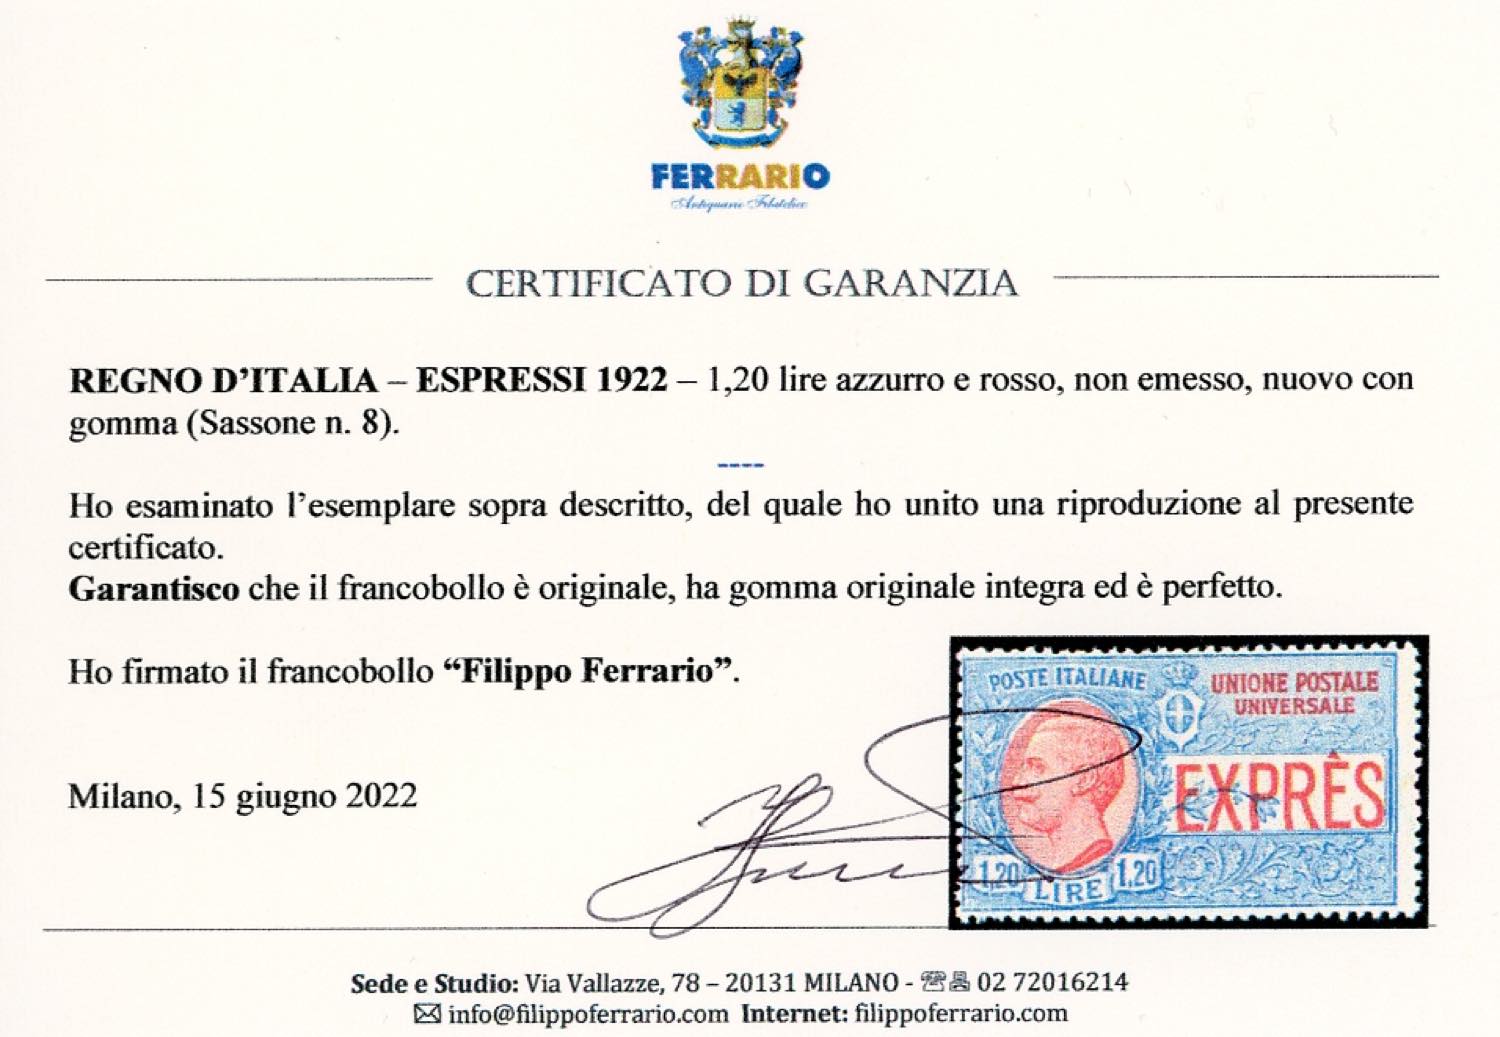 FERRARIO
Antiquario Filatelico
CERTIFICATO DI GARANZIA
REGNO D'ITALIA – ESPRESSI 1922 – 1,20 lire azzurro e rosso, non emesso, nuovo con
gomma (Sassone n. 8).
----
Ho esaminato l'esemplare sopra descritto, del quale ho unito una riproduzione al presente
certificato.
Garantisco che il francobollo è originale, ha gomma originale integra ed è perfetto.
Ho firmato il francobollo “Filippo Ferrario”.
Milano, 15 giugno 2022
POSTE ITALIANE
UNIONE POSTALE
UNIVERSALE
EXPRÊS
1,20 LIRE 1,20
Sede e Studio: Via Vallazze, 78 – 20131 MILANO - 02 72016214
info@filippoferrario.com Internet: filippoferrario.com